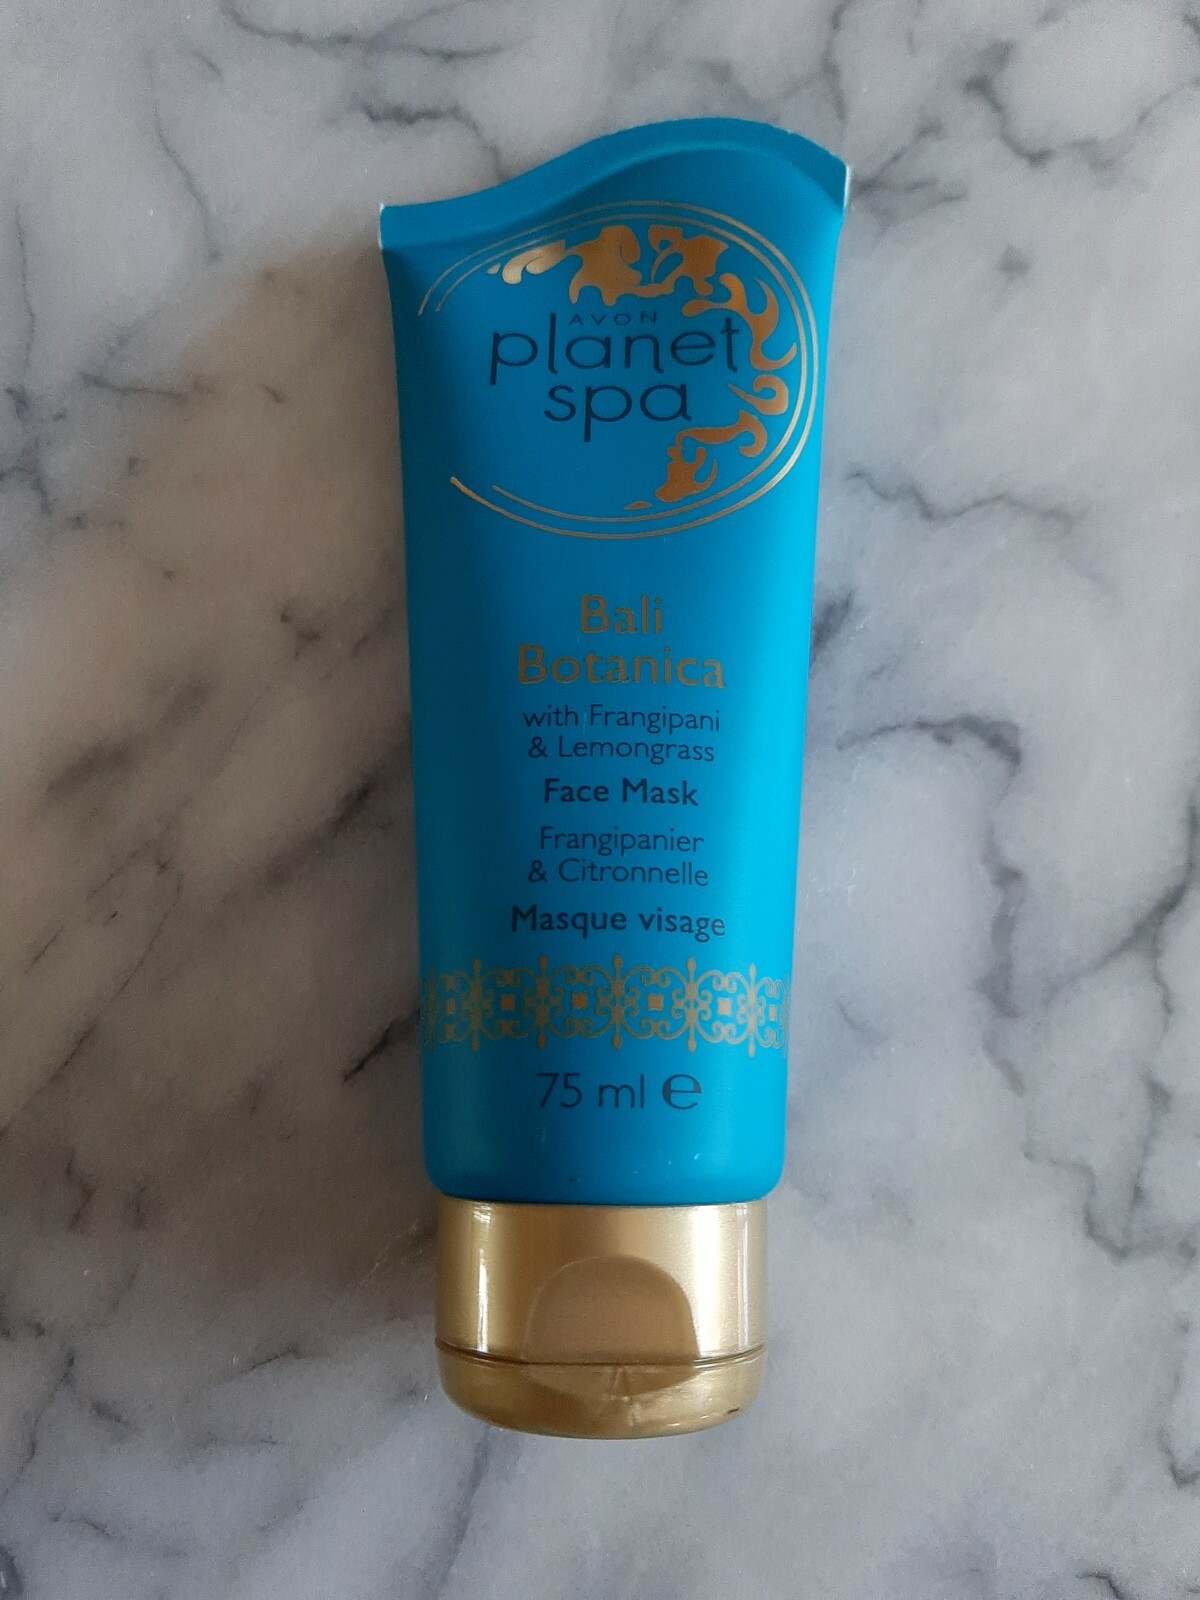 AVON
planet
spa
Bali
Botanica
with Frangipani
& Lemongrass
Face Mask
Frangipanier
& Citronnelle
Masque visage
75 ml ℮